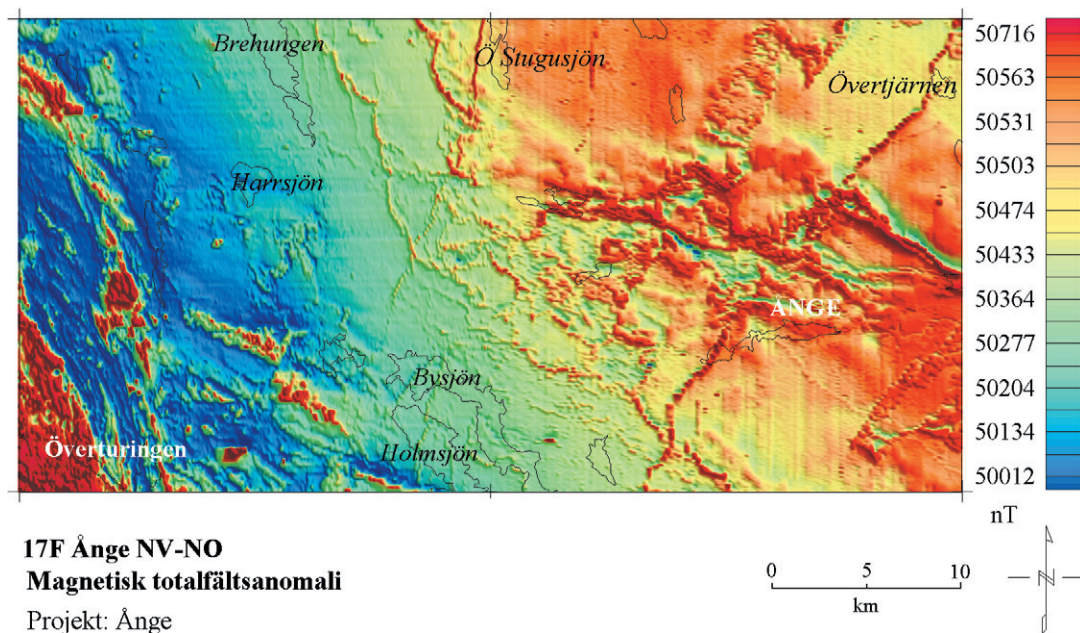 Brehungen
Ö Stugusjön
Övertjärnen
Harrsjön
ÅNGE
Bysjön
Överturingen
Holmsjön
50716
50563
50531
50503
50474
50433
50364
50277
50204
50134
50012
nT
17F Ånge NV-NO
Magnetisk totalfältsanomali
Projekt: Ånge
0 5 10
km
N